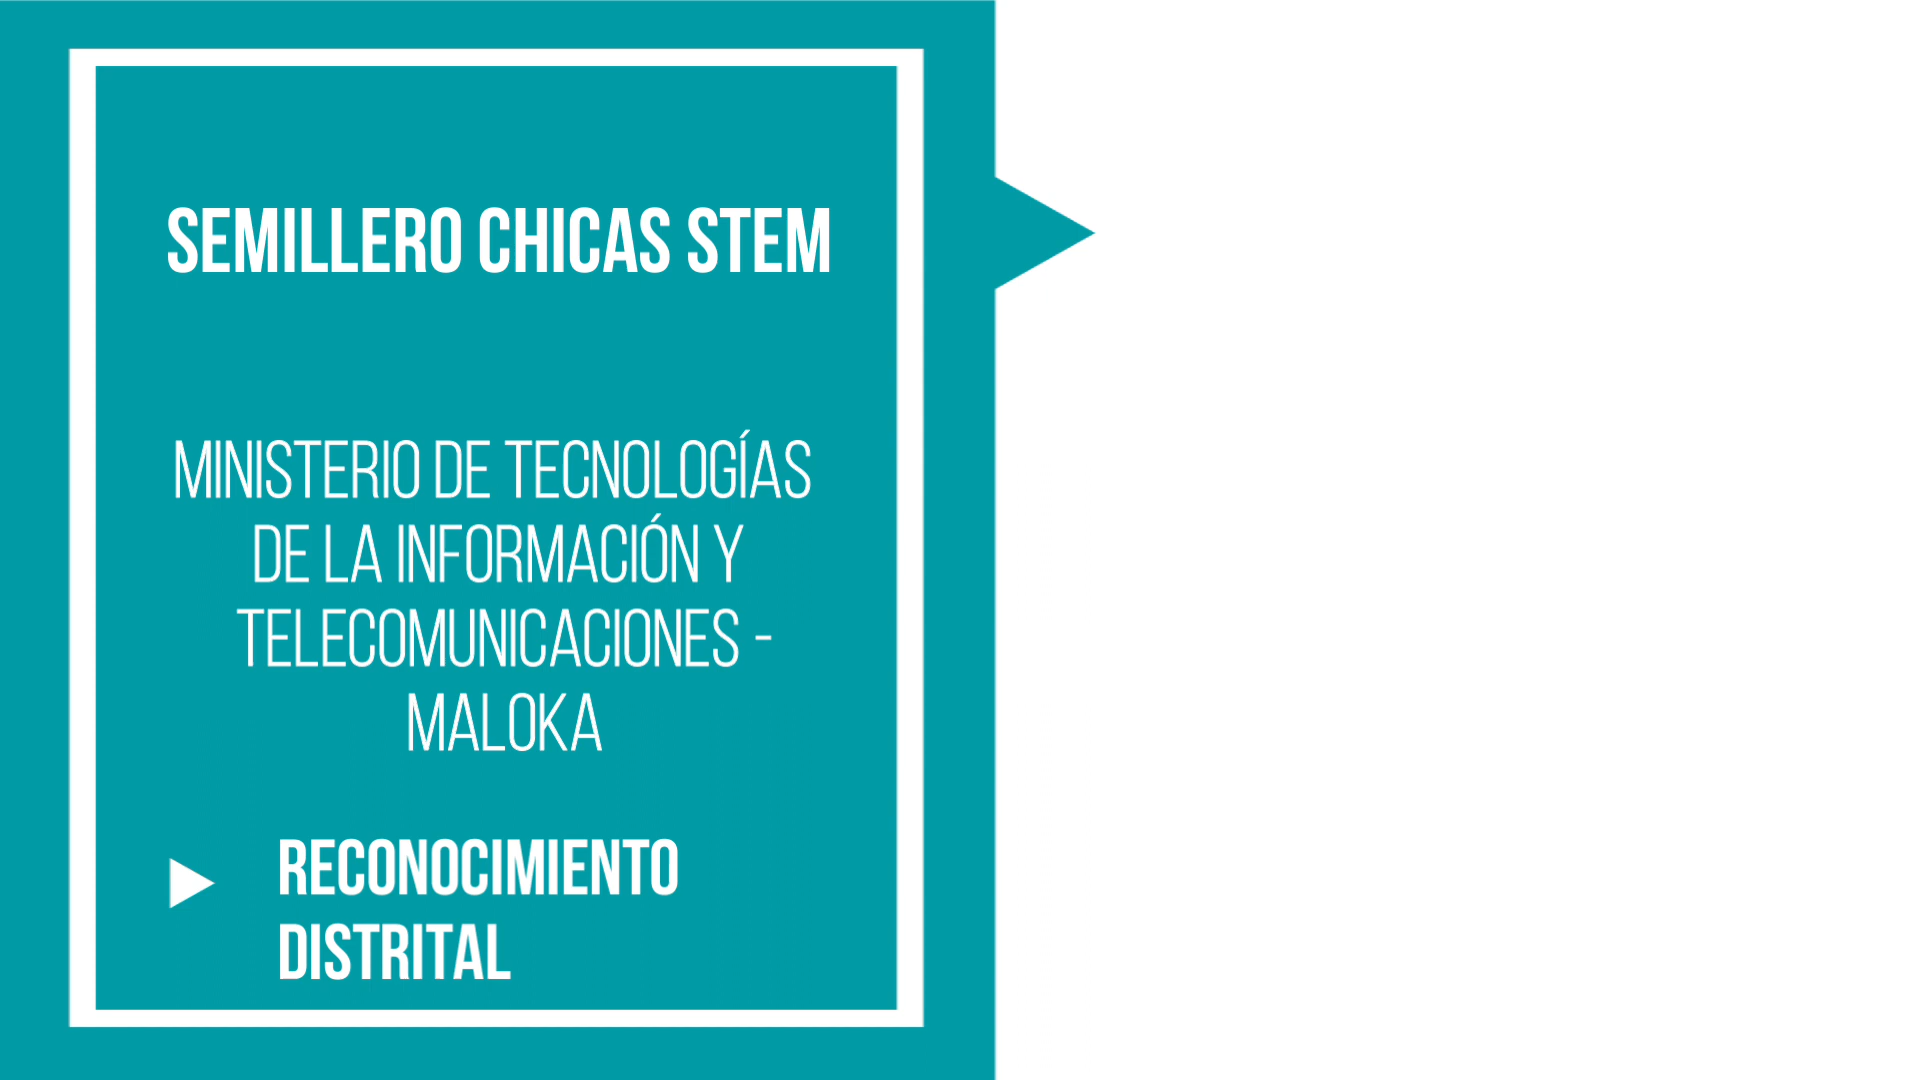 SEMILLERO CHICAS STEM
MINISTERIO DE TECNOLOGÍAS
DE LA INFORMACIÓN Y
TELECOMUNICACIONES -
MALOKA
RECONOCIMIENTO
DISTRITAL